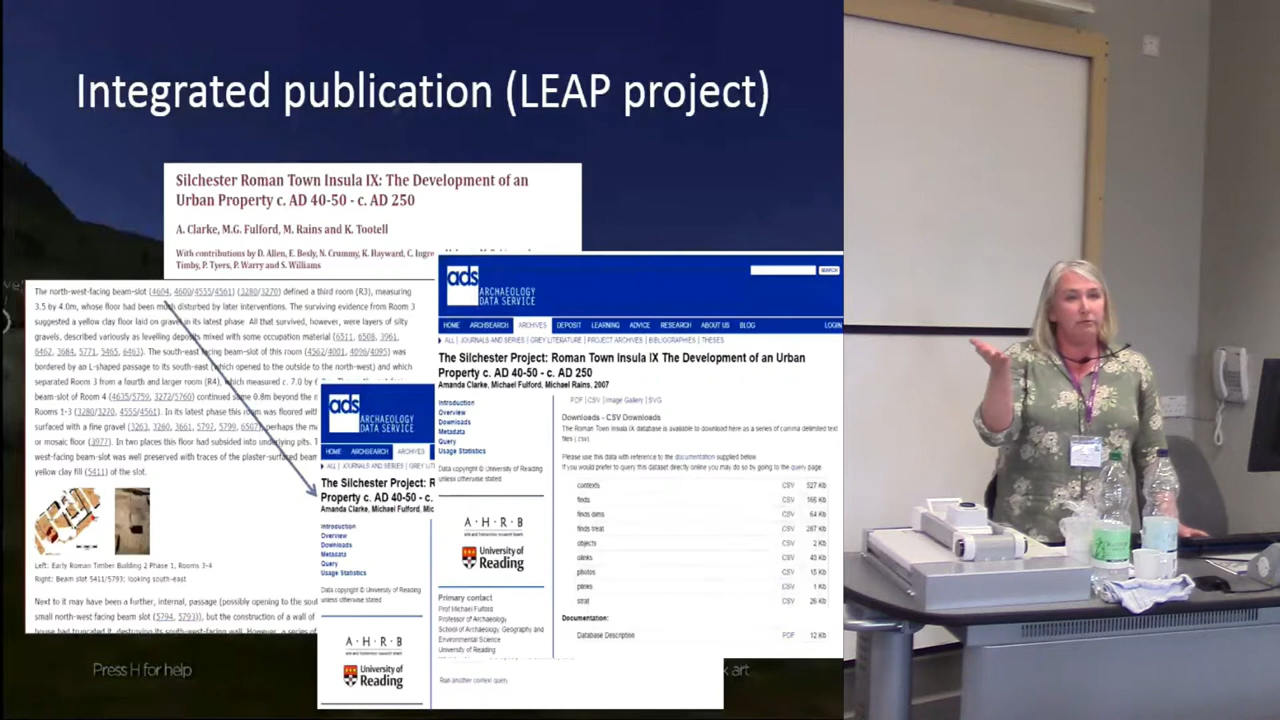 Integrated publication (LEAP project)
Silchester Roman Town Insula IX: The Development of an
Urban Property c. AD 40-50 - c. AD 250
A. Clarke, M.G. Fulford, M. Rains and K. Tootell
With contributions by D. Allen, E. Besly, N. Crummy, K. Hayward, C. Ingre
Timby, P. Tyers, P. Warry and S. Williams
The north-west-facing beam-slot (4604, 4600/4555/4561) (3280/3270) defined a third room (R3), measuring
3.5 by 4.0m, whose floor had been much disturbed by later interventions. The surviving evidence from Room 3
suggested a yellow clay floor laid on gravel in its latest phase. All that survived, however, were layers of silty
gravels, described variously as levelling deposits mixed with some occupation material (6511, 6508, 3961,
6462, 3684, 5771, 5465, 6463). The south-east facing beam-slot of this room (4562/4001, 4096/4095) was
bordered by an L-shaped passage to its south-east (which opened to the outside to the north-west) and which
separated Room 3 from a fourth and larger room (R4), which measured c. 7.0 by 6
beam-slot of Room 4 (4635/5759, 3272/5760) continued some 0.8m beyond the n
Rooms 1-3 (3280/3270, 4555/4561). In its latest phase this room was floored with
surfaced with a fine gravel (3263, 3260, 3661, 5792, 5799, 6507), perhaps the m
or mosaic floor (3977). In two places this floor had subsided into underlying pits. T
west-facing beam-slot was well preserved with traces of the plaster-surfaced beam
yellow clay fill (5411) of the slot.
Left: Early Roman Timber Building 2 Phase 1, Rooms 3-4
Right: Beam slot 5411/5793; looking south-east
Next to it may have been a further, internal, passage (possibly opening to the sout
small north-west facing beam slot (5794, 5793)), but the construction of a wall of
house had truncated it, destroying its south-west-facing wall. However, a series of
ads
ARCHAEOLOGY
DATA SERVICE
HOME ARCHSEARCH ARCHIVES
ALL | JOURNALS AND SERIES | GREY LIT
The Silchester Project: R
Property c. AD 40-50 - c.
Amanda Clarke, Michael Fulford, Mic
Introduction
Overview
Downloads
Metadata
Query
Usage Statistics
Data copyright © University of Reading
unless otherwise stated
A·H·R·B
arts and humanities research board
University of
Reading
Run another context query
ads
ARCHAEOLOGY
DATA SERVICE
SEARCH
HOME ARCHSEARCH ARCHIVES DEPOSIT LEARNING ADVICE RESEARCH ABOUT US BLOG LOGIN
ALL | JOURNALS AND SERIES | GREY LITERATURE | PROJECT ARCHIVES | BIBLIOGRAPHIES | THESES
The Silchester Project: Roman Town Insula IX The Development of an Urban
Property c. AD 40-50 - c. AD 250
Amanda Clarke, Michael Fulford, Michael Rains, 2007
Introduction
Overview
Downloads
Metadata
Query
Usage Statistics
Data copyright © University of Reading
unless otherwise stated
A·H·R·B
arts and humanities research board
University of
Reading
Primary contact
Prof Michael Fulford
Professor of Archaeology
School of Archaeology, Geography and
Environmental Science
University of Reading
PDF | CSV | Image Gallery | SVG
Downloads - CSV Downloads
The Roman Town Insula IX database is available to download here as a series of comma delimited text
files (.csv).
Please use this data with reference to the documentation supplied below.
If you would prefer to query this dataset directly online you may do so by going to the query page
contexts CSV 527 Kb
finds CSV 166 Kb
finds dims CSV 64 Kb
finds treat CSV 287 Kb
objects CSV 2 Kb
olinks CSV 43 Kb
photos CSV 15 Kb
plinks CSV 1 Kb
strat CSV 26 Kb
Documentation:
Database Description PDF 12 Kb
Press H for help
art